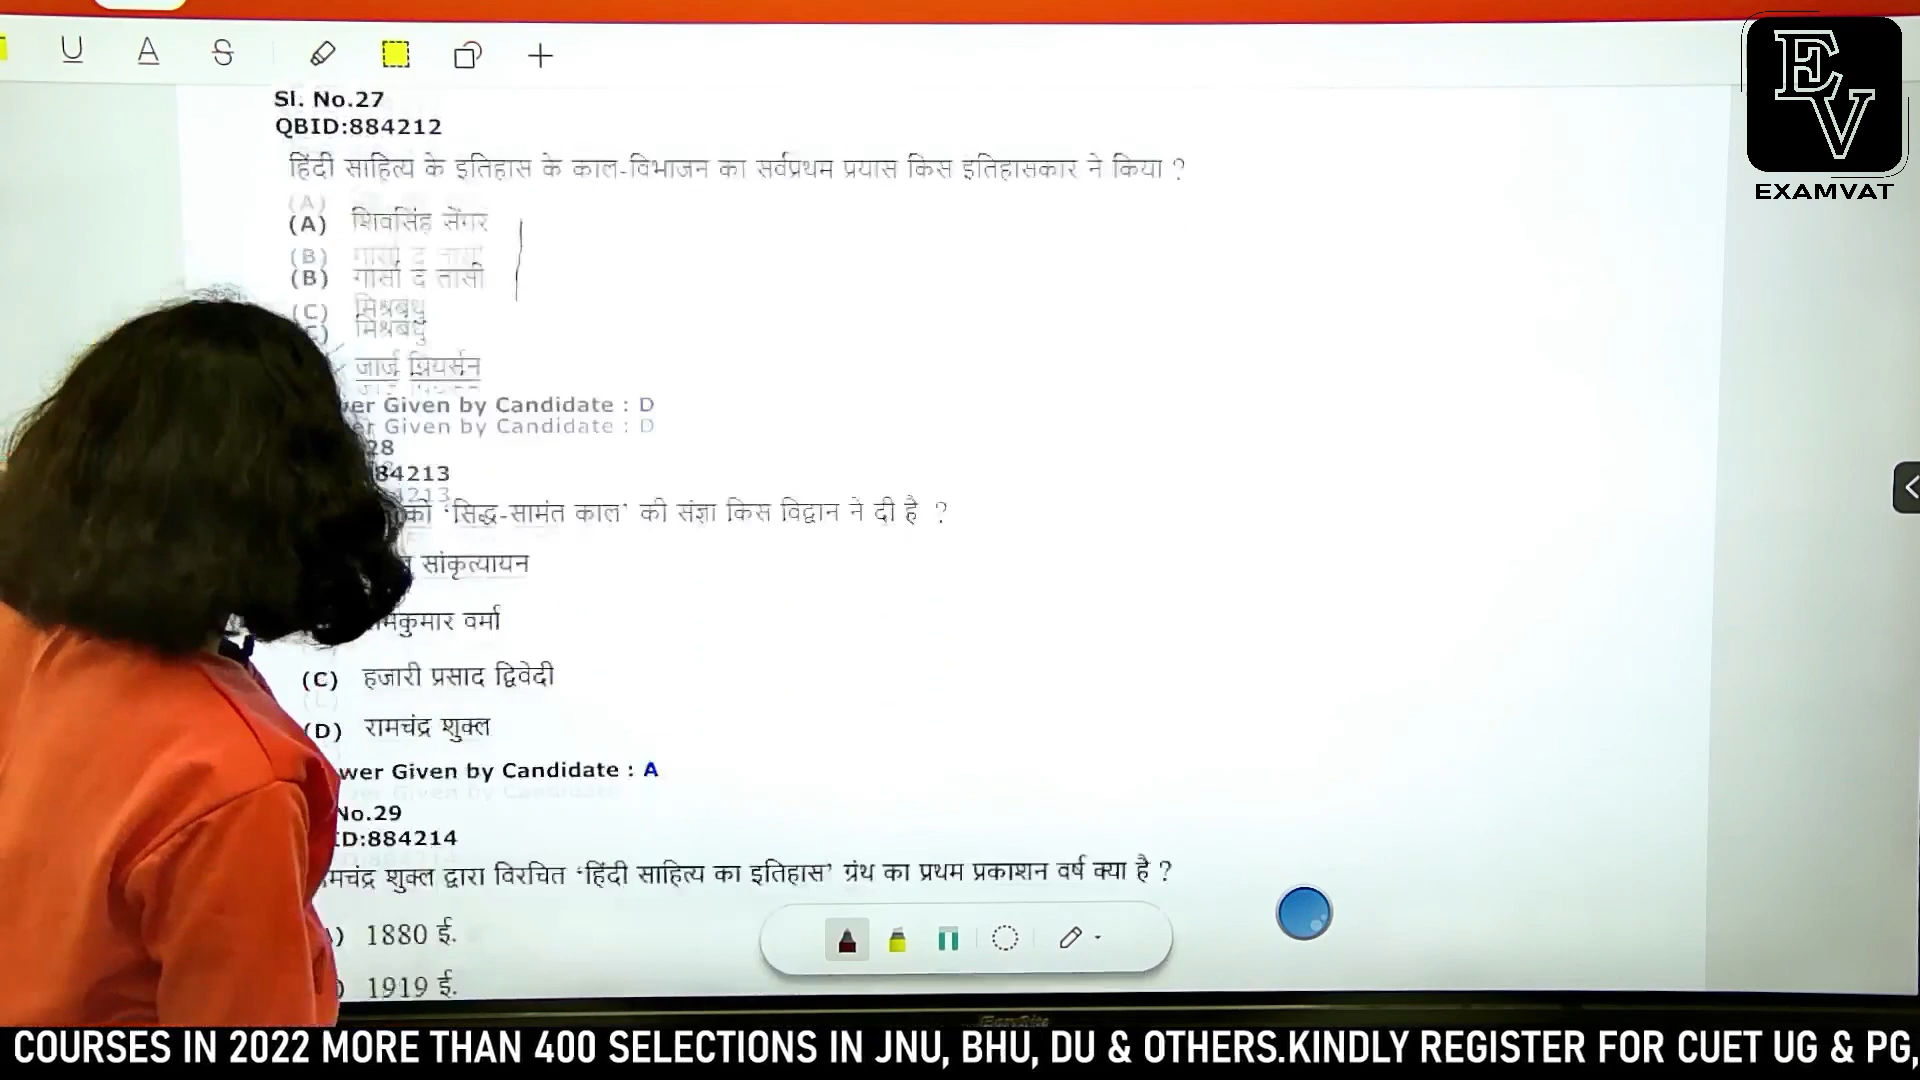 EV
EXAMVAT
Sl. No.27
QBID:884212
हिंदी साहित्य के इतिहास के काल-विभाजन का सर्वप्रथम प्रयास किस इतिहासकार ने किया ?
(A) शिवसिंह सेंगर
(B) गार्सा द तासी
(C) मिश्रबंधु
जार्ज ग्रियर्सन
Given by Candidate : D
28
84213
को 'सिद्ध-सामंत काल' की संज्ञा किस विद्वान ने दी है ?
सांकृत्यायन
कुमार वर्मा
(C) हजारी प्रसाद द्विवेदी
(D) रामचंद्र शुक्ल
wer Given by Candidate : A
No.29
ID:884214
मचंद्र शुक्ल द्वारा विरचित 'हिंदी साहित्य का इतिहास' ग्रंथ का प्रथम प्रकाशन वर्ष क्या है ?
) 1880 ई.
) 1919 ई.
COURSES IN 2022 MORE THAN 400 SELECTIONS IN JNU, BHU, DU & OTHERS.KINDLY REGISTER FOR CUET UG & PG,